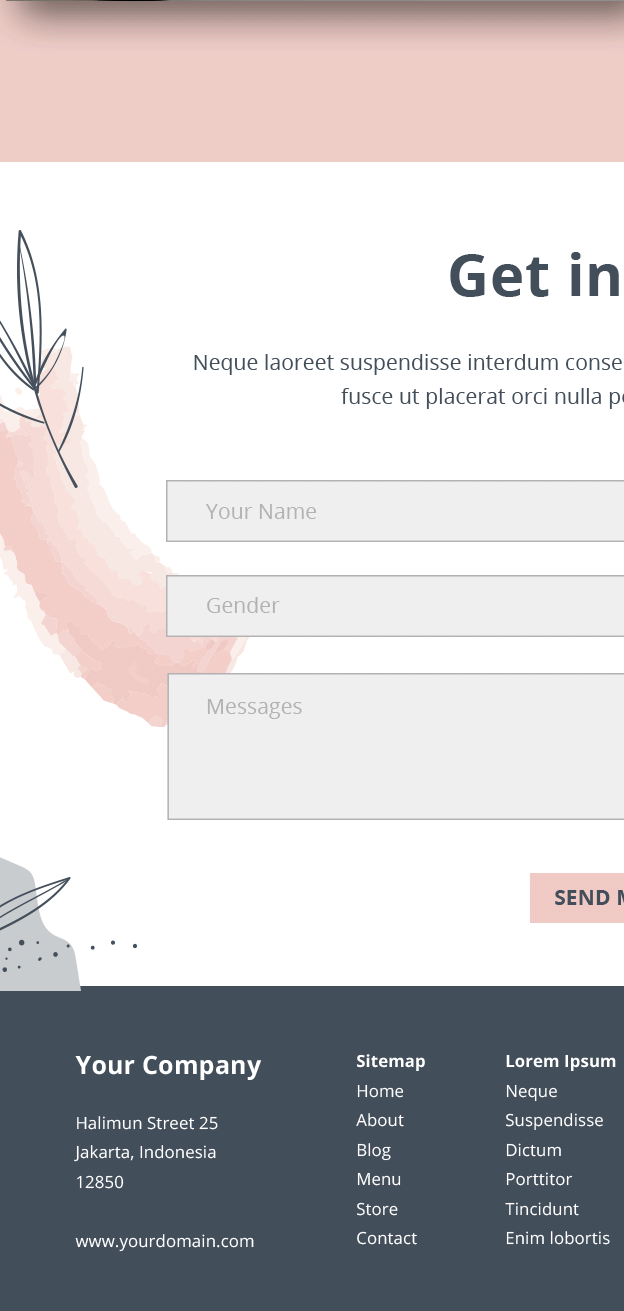 Get in
Neque laoreet suspendisse interdum conse
fusce ut placerat orci nulla
Your Name
Gender
Messages
SEND
Your Company
Halimun Street 25
Jakarta, Indonesia
12850
www.yourdomain.com
Sitemap
Home
About
Blog
Menu
Store
Contact
Lorem Ipsum
Neque
Suspendisse
Dictum
Porttitor
Tincidunt
Enim lobortis